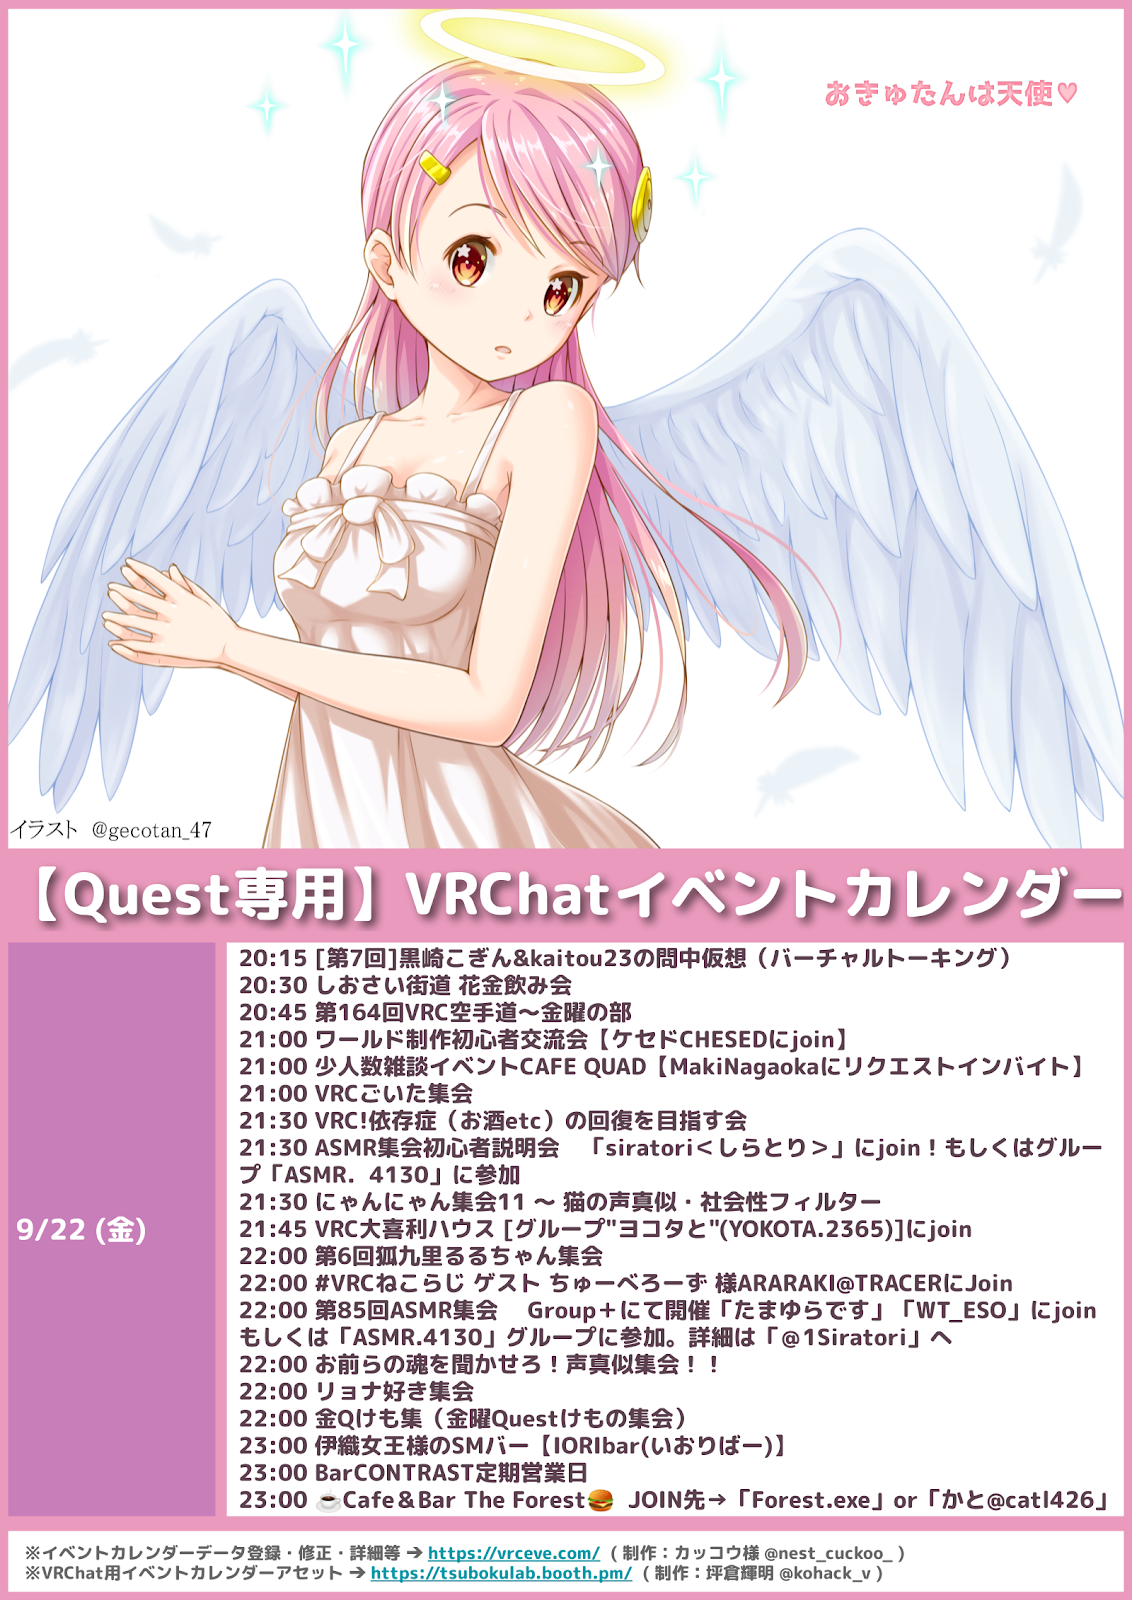 おきゅたんは天使♥
イラスト @gecotan_47
【Quest専用】VRChatイベントカレンダー
9/22 (金)
20:15 [第7回]黒崎こぎん&kaitou23の問中仮想（バーチャルトーキング）
20:30 しおさい街道 花金飲み会
20:45 第164回VRC空手道～金曜の部
21:00 ワールド制作初心者交流会【ケセドCHESEDにjoin】
21:00 少人数雑談イベントCAFE QUAD【MakiNagaokaにリクエストインバイト】
21:00 VRCごいた集会
21:30 VRC!依存症（お酒etc）の回復を目指す会
21:30 ASMR集会初心者説明会　「siratori＜しらとり＞」にjoin！もしくはグルー
プ「ASMR．4130」に参加
21:30 にゃんにゃん集会11 ～ 猫の声真似・社会性フィルター
21:45 VRC大喜利ハウス [グループ"ヨコタと"(YOKOTA.2365)]にjoin
22:00 第6回狐九里るるちゃん集会
22:00 #VRCねこらじ ゲスト ちゅーべろーず 様ARARAKI@TRACERにJoin
22:00 第85回ASMR集会　Group＋にて開催「たまゆらです」「WT_ESO」にjoin
もしくは「ASMR.4130」グループに参加。詳細は「＠1Siratori」へ
22:00 お前らの魂を聞かせろ！声真似集会！！
22:00 リョナ好き集会
22:00 金Qけも集（金曜Questけもの集会）
23:00 伊織女王様のSMバー【IORIbar(いおりばー)】
23:00 BarCONTRAST定期営業日
23:00 ☕Cafe＆Bar The Forest🍔 JOIN先→「Forest.exe」or「かと@catl426」
※イベントカレンダーデータ登録・修正・詳細等 ➔ https://vrceve.com/ ( 制作：カッコウ様 @nest_cuckoo_ )
※VRChat用イベントカレンダーアセット ➔ https://tsubokulab.booth.pm/ ( 制作：坪倉輝明 @kohack_v )